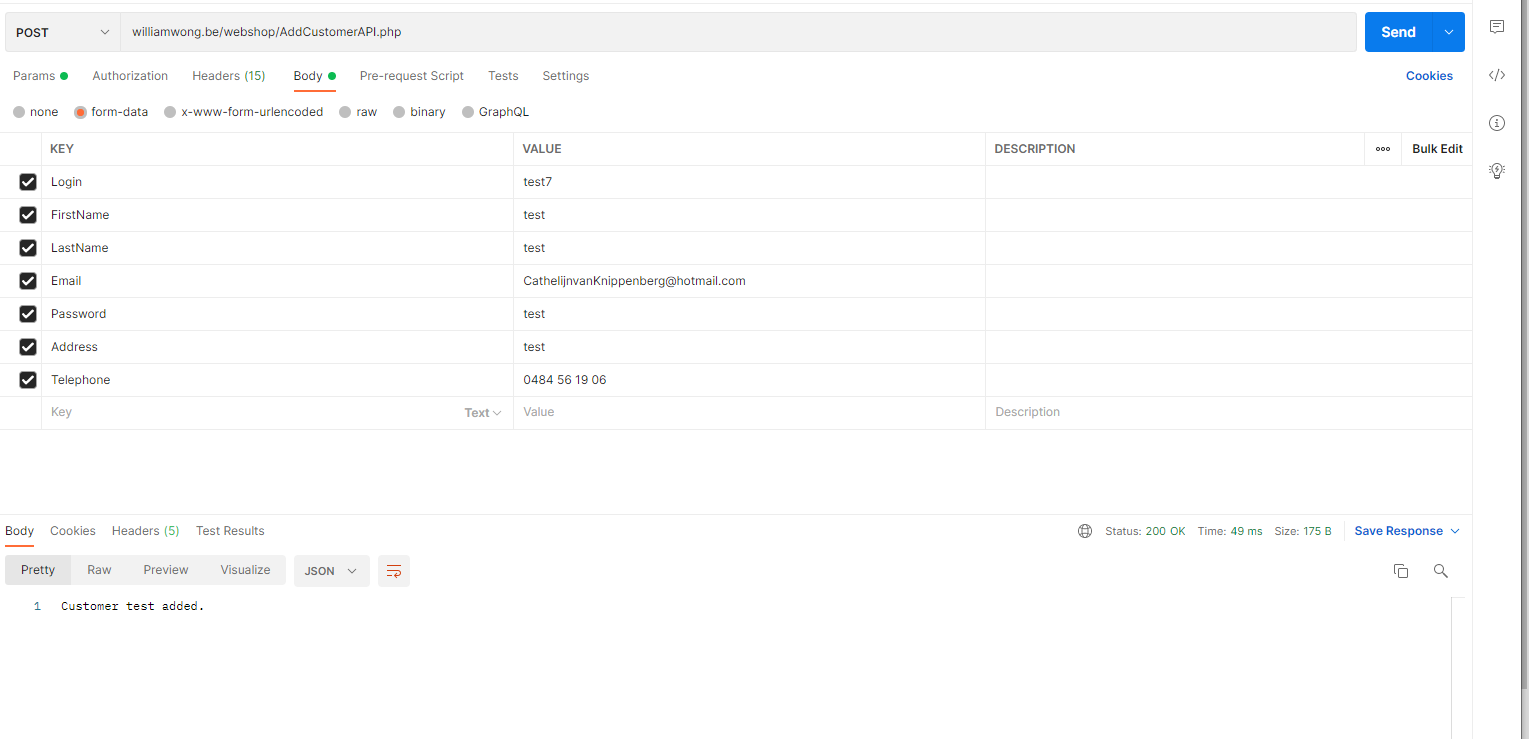 POST williamwong.be/webshop/AddCustomerAPI.php Send
Params Authorization Headers (15) Body Pre-request Script Tests Settings Cookies
none form-data x-www-form-urlencoded raw binary GraphQL
KEY VALUE DESCRIPTION ooo Bulk Edit
Login test7
FirstName test
LastName test
Email CathelijnvanKnippenberg@hotmail.com
Password test
Address test
Telephone 0484 56 19 06
Key Text Value Description
Body Cookies Headers (5) Test Results Status: 200 OK Time: 49 ms Size: 175 B Save Response
Pretty Raw Preview Visualize JSON
1 Customer test added.